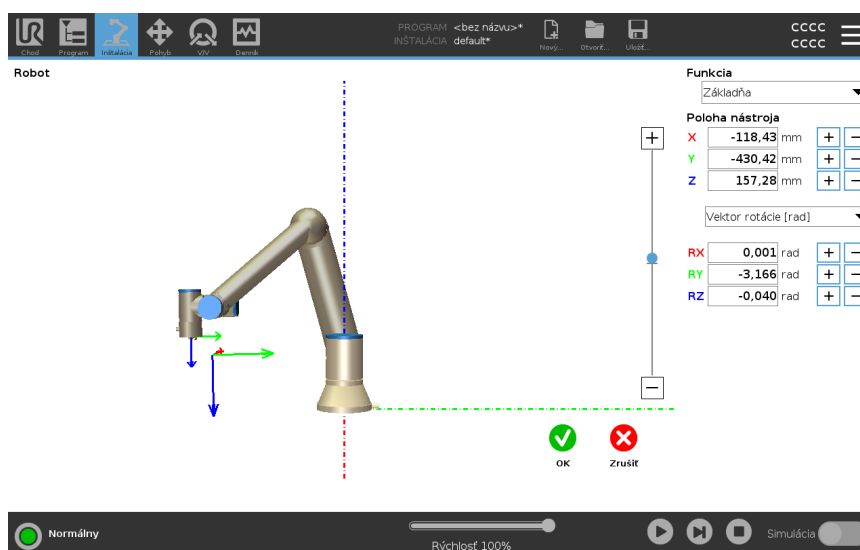 UR
Chod
Program
Inštalácia
Pohyb
V/V
Denník
PROGRAM <bez názvu>*
INŠTALÁCIA default*
Nový...
Otvoriť...
Uložiť...
cccc
cccc
Robot
Funkcia
Základňa
Poloha nástroja
X -118,43 mm + −
Y -430,42 mm + −
Z 157,28 mm + −
Vektor rotácie [rad]
RX 0,001 rad + −
RY -3,166 rad + −
RZ -0,040 rad + −
+
−
OK
Zrušiť
Normálny
Rýchlosť 100%
Simulácia